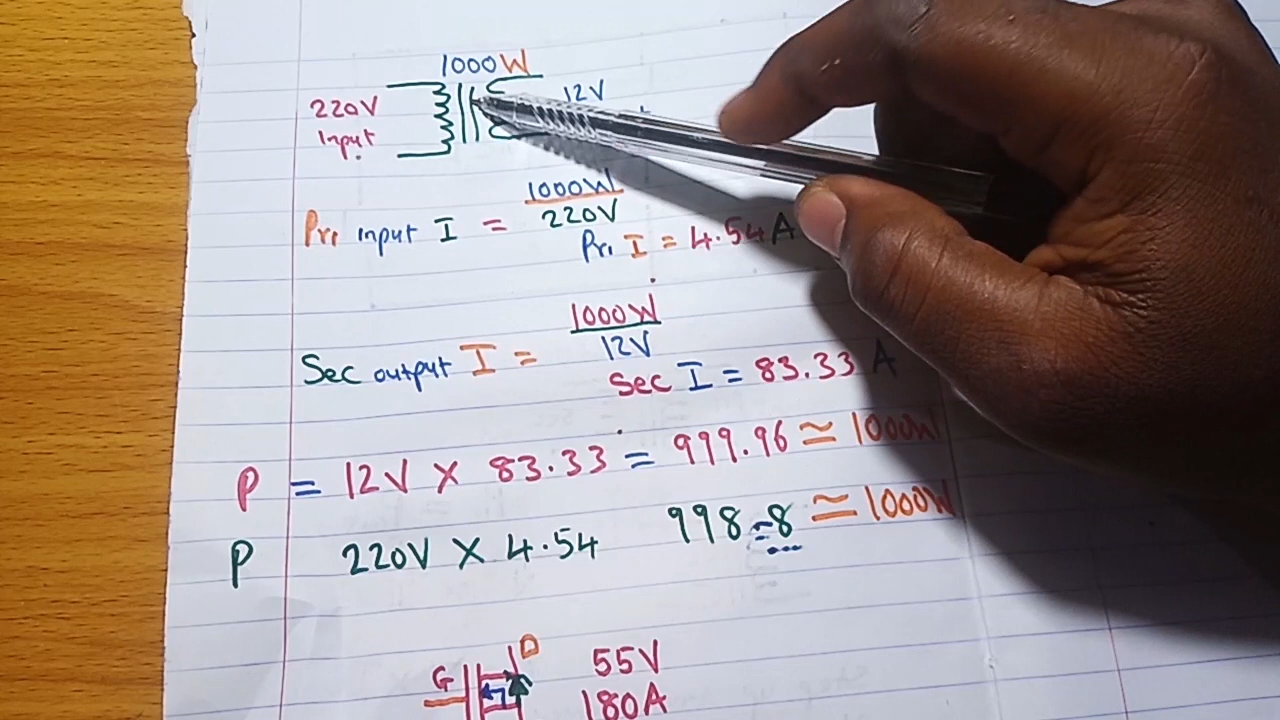 1000W
220V 12V
Input
Pri input I = 1000W
220V
Pri I = 4.54 A
Sec output I = 1000W
12V
Sec I = 83.33 A
P = 12V X 83.33 = 999.96 ≃ 1000W
P 220V X 4.54 998.8 ≃ 1000W
D
G 55V
180A